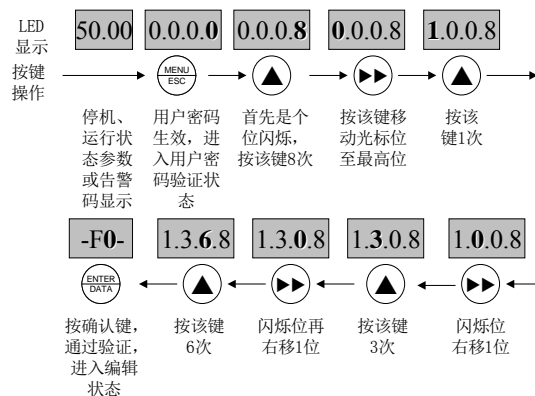 LED
显示
50.00
0.0.0.0
0.0.0.8
0.0.0.8
1.0.0.8
按键
操作
MENU
ESC
停机、
运行状
态参数
或告警
码显示
用户密码
生效，进
入用户密
码验证状
态
首先是个
位闪烁，
按该键8次
按该键移
动光标位
至最高位
按该
键1次
-F0-
1.3.6.8
1.3.0.8
1.3.0.8
1.0.0.8
ENTER
DATA
按确认键，
通过验证，
进入编辑
状态
按该键
6次
闪烁位再
右移1位
按该键
3次
闪烁位
右移1位